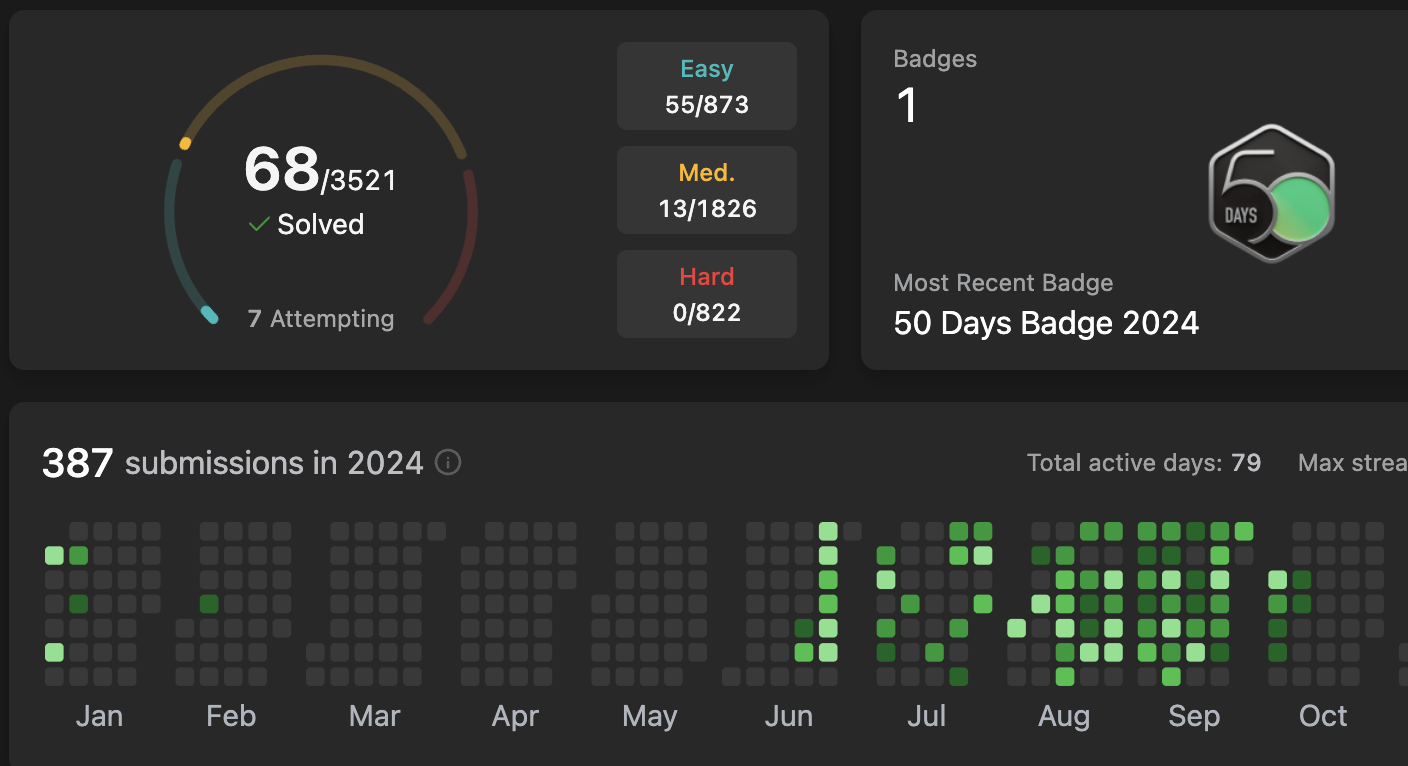 68/3521
Solved
7 Attempting
Easy
55/873
Med.
13/1826
Hard
0/822
Badges
1
50
DAYS
Most Recent Badge
50 Days Badge 2024
387 submissions in 2024
Total active days: 79 Max strea
Jan Feb Mar Apr May Jun Jul Aug Sep Oct